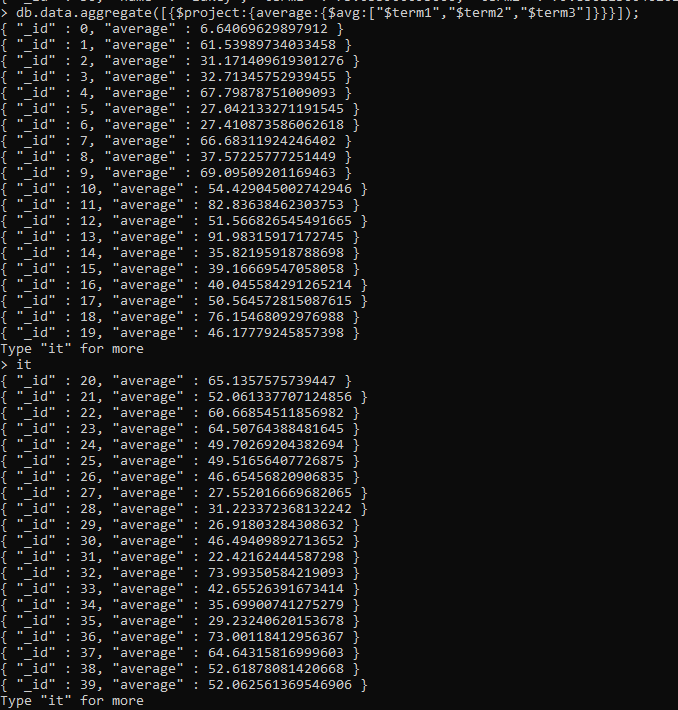 > db.data.aggregate([{$project:{average:{$avg:["$term1","$term2","$term3"]}}}]);
{ "_id" : 0, "average" : 6.64069629897912 }
{ "_id" : 1, "average" : 61.53989734033458 }
{ "_id" : 2, "average" : 31.171409619301276 }
{ "_id" : 3, "average" : 32.71345752939455 }
{ "_id" : 4, "average" : 67.79878751009093 }
{ "_id" : 5, "average" : 27.042133271191545 }
{ "_id" : 6, "average" : 27.410873586062618 }
{ "_id" : 7, "average" : 66.68311924246402 }
{ "_id" : 8, "average" : 37.57225777251449 }
{ "_id" : 9, "average" : 69.09509201169463 }
{ "_id" : 10, "average" : 54.429045002742946 }
{ "_id" : 11, "average" : 82.83638462303753 }
{ "_id" : 12, "average" : 51.566826545491665 }
{ "_id" : 13, "average" : 91.98315917172745 }
{ "_id" : 14, "average" : 35.82195918788698 }
{ "_id" : 15, "average" : 39.16669547058058 }
{ "_id" : 16, "average" : 40.045584291265214 }
{ "_id" : 17, "average" : 50.564572815087615 }
{ "_id" : 18, "average" : 76.15468092976988 }
{ "_id" : 19, "average" : 46.17779245857398 }
Type "it" for more
> it
{ "_id" : 20, "average" : 65.1357575739447 }
{ "_id" : 21, "average" : 52.061337707124856 }
{ "_id" : 22, "average" : 60.66854511856982 }
{ "_id" : 23, "average" : 64.50764388481645 }
{ "_id" : 24, "average" : 49.70269204382694 }
{ "_id" : 25, "average" : 49.51656407726875 }
{ "_id" : 26, "average" : 46.65456820906835 }
{ "_id" : 27, "average" : 27.552016669682065 }
{ "_id" : 28, "average" : 31.223372368132242 }
{ "_id" : 29, "average" : 26.91803284308632 }
{ "_id" : 30, "average" : 46.49409892713652 }
{ "_id" : 31, "average" : 22.42162444587298 }
{ "_id" : 32, "average" : 73.99350584219093 }
{ "_id" : 33, "average" : 42.65526391673414 }
{ "_id" : 34, "average" : 35.69900741275279 }
{ "_id" : 35, "average" : 29.23240620153678 }
{ "_id" : 36, "average" : 73.00118412956367 }
{ "_id" : 37, "average" : 64.64315816999603 }
{ "_id" : 38, "average" : 52.61878081420668 }
{ "_id" : 39, "average" : 52.062561369546906 }
Type "it" for more